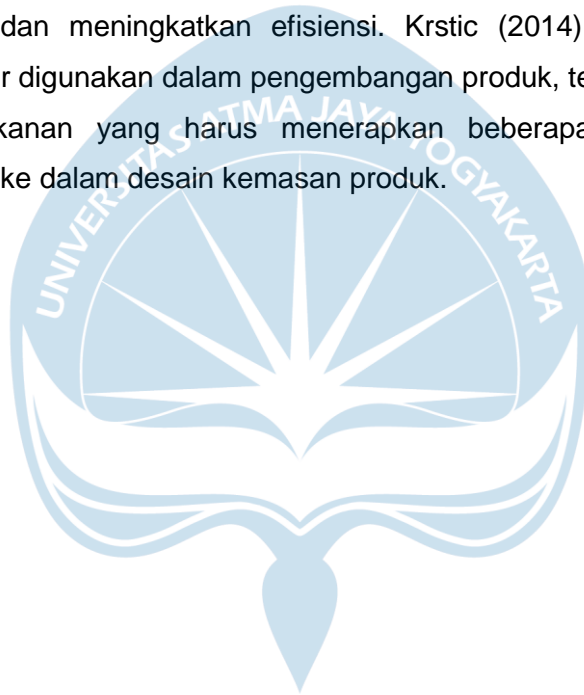 dan meningkatkan efisiensi. Krstic (2014)
r digunakan dalam pengembangan produk, te
kanan yang harus menerapkan beberapa
ke dalam desain kemasan produk.
UNIVERSITAS ATMA JAYA YOGYAKARTA